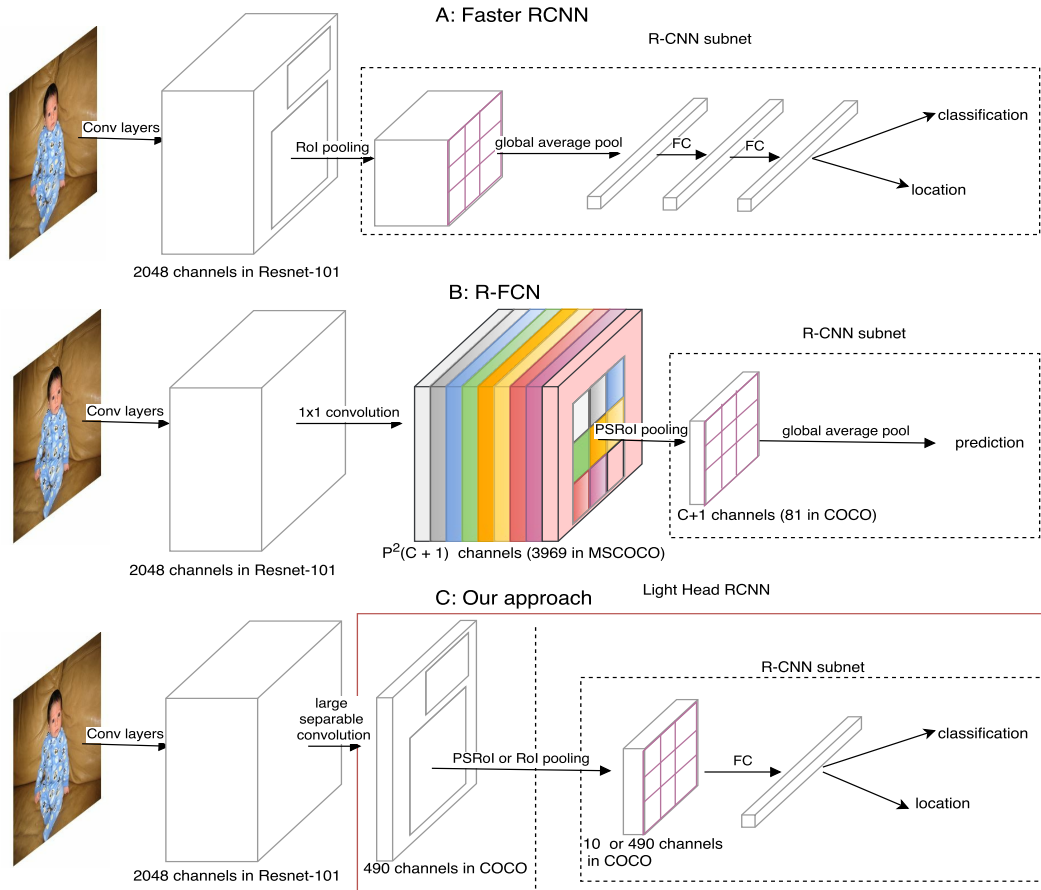 A: Faster RCNN
R-CNN subnet
Conv layers
RoI pooling
global average pool
FC
FC
classification
location
2048 channels in Resnet-101
B: R-FCN
R-CNN subnet
Conv layers
1x1 convolution
PSRoI pooling
global average pool
prediction
C+1 channels (81 in COCO)
P²(C + 1) channels (3969 in MSCOCO)
2048 channels in Resnet-101
Light Head RCNN
C: Our approach
R-CNN subnet
Conv layers
large
separable
convolution
PSRoI or RoI pooling
FC
classification
location
10 or 490 channels
in COCO
490 channels in COCO
2048 channels in Resnet-101